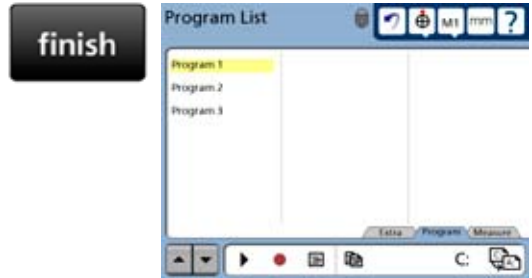 finish
Program List
M1 mm ?
Program 1
Program 2
Program 3
Extra Program Measure
C: